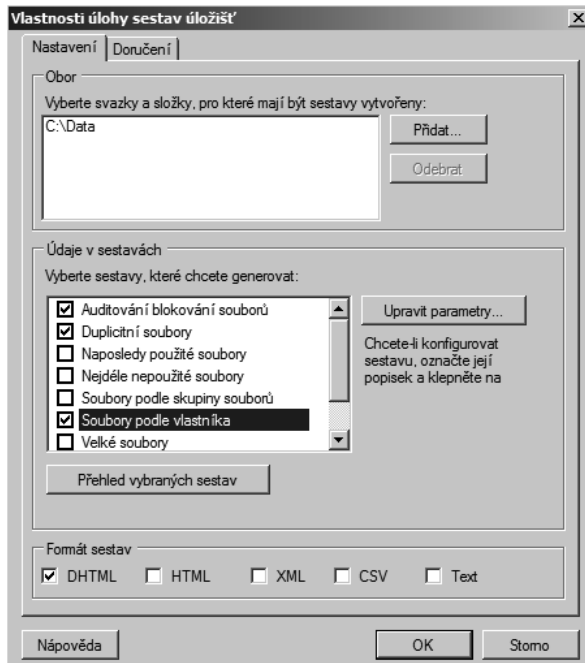 Vlastnosti úlohy sestav úložišť
Nastavení
Doručení
Obor
Vyberte svazky a složky, pro které mají být sestavy vytvořeny:
C:\Data
Přidat...
Odebrat
Údaje v sestavách
Vyberte sestavy, které chcete generovat:
Auditování blokování souborů
Duplicitní soubory
Naposledy použité soubory
Nejdéle nepoužité soubory
Soubory podle skupiny souborů
Soubory podle vlastníka
Velké soubory
Upravit parametry...
Chcete-li konfigurovat
sestavu, označte její
popisek a klepněte na
Přehled vybraných sestav
Formát sestav
DHTML HTML XML CSV Text
Nápověda OK Storno